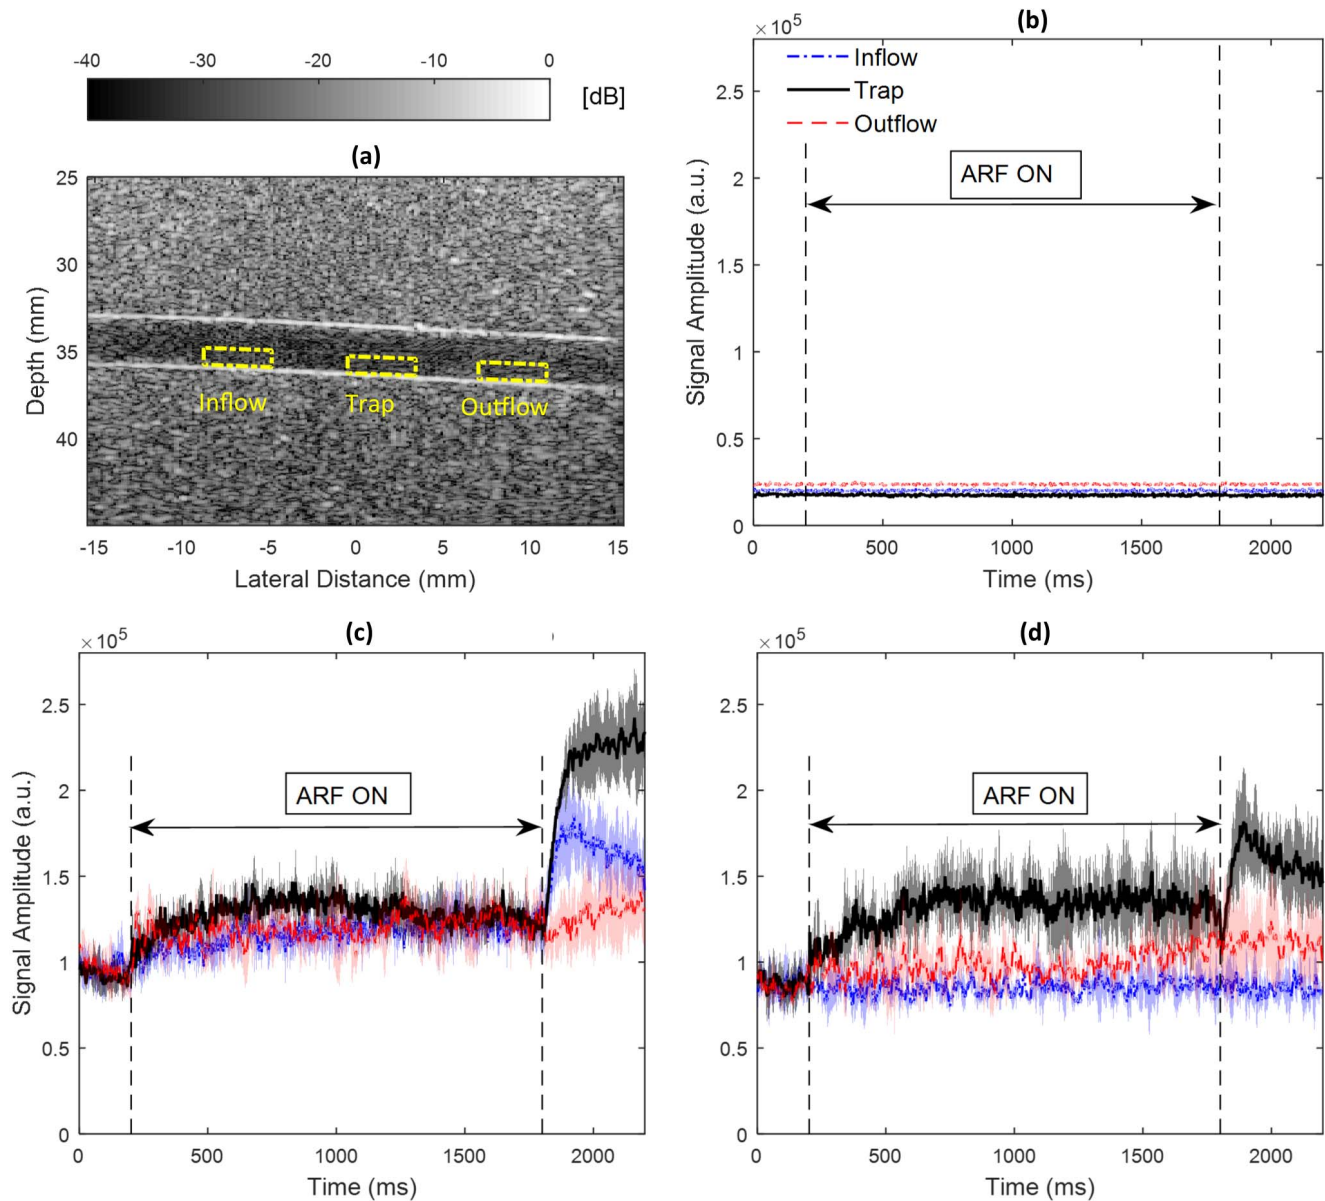 -40 -30 -20 -10 0
[dB]
(a)
25
30
35
40
Depth (mm)
Inflow Trap Outflow
-15 -10 -5 0 5 10 15
Lateral Distance (mm)
(b)
×10⁵
Inflow
Trap
Outflow
ARF ON
2.5
2
1.5
1
0.5
0
Signal Amplitude (a.u.)
0 500 1000 1500 2000
Time (ms)
(c)
×10⁵
2.5
2
1.5
1
0.5
0
Signal Amplitude (a.u.)
ARF ON
0 500 1000 1500 2000
Time (ms)
(d)
×10⁵
2.5
2
1.5
1
0.5
0
Signal Amplitude (a.u.)
ARF ON
0 500 1000 1500 2000
Time (ms)